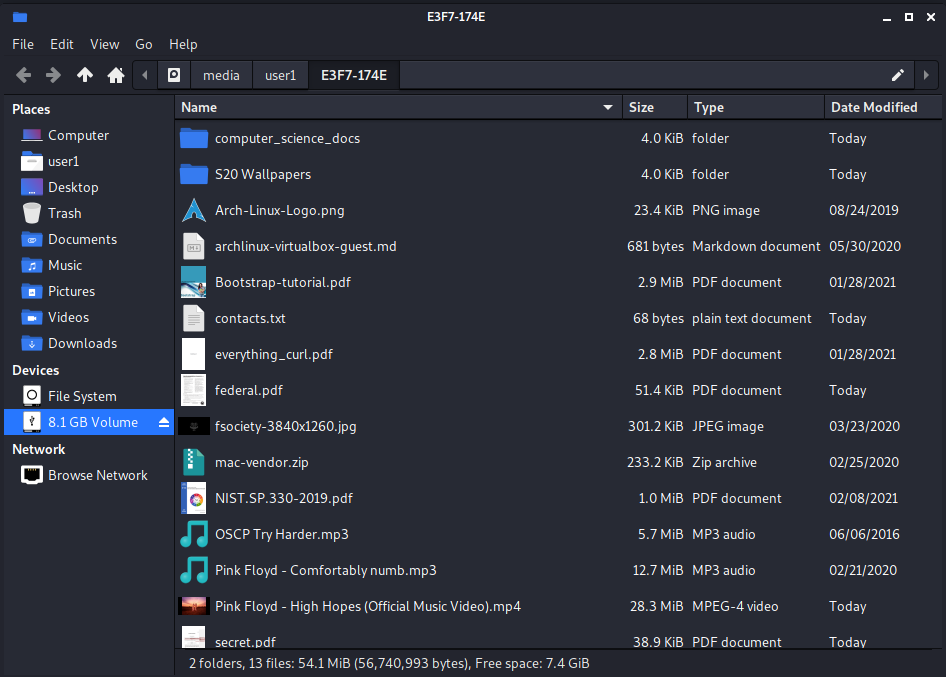 E3F7-174E
File Edit View Go Help
media user1 E3F7-174E
Places
Computer
user1
Desktop
Trash
Documents
Music
Pictures
Videos
Downloads
Devices
File System
8.1 GB Volume
Network
Browse Network
Name Size Type Date Modified
computer_science_docs 4.0 KiB folder Today
S20 Wallpapers 4.0 KiB folder Today
Arch-Linux-Logo.png 23.4 KiB PNG image 08/24/2019
archlinux-virtualbox-guest.md 681 bytes Markdown document 05/30/2020
Bootstrap-tutorial.pdf 2.9 MiB PDF document 01/28/2021
contacts.txt 68 bytes plain text document Today
everything_curl.pdf 2.8 MiB PDF document 01/28/2021
federal.pdf 51.4 KiB PDF document Today
fsociety-3840x1260.jpg 301.2 KiB JPEG image 03/23/2020
mac-vendor.zip 233.2 KiB Zip archive 02/25/2020
NIST.SP.330-2019.pdf 1.0 MiB PDF document 02/08/2021
OSCP Try Harder.mp3 5.7 MiB MP3 audio 06/06/2016
Pink Floyd - Comfortably numb.mp3 12.7 MiB MP3 audio 02/21/2020
Pink Floyd - High Hopes (Official Music Video).mp4 28.3 MiB MPEG-4 video Today
secret.pdf 38.9 KiB PDF document Today
2 folders, 13 files: 54.1 MiB (56,740,993 bytes), Free space: 7.4 GiB